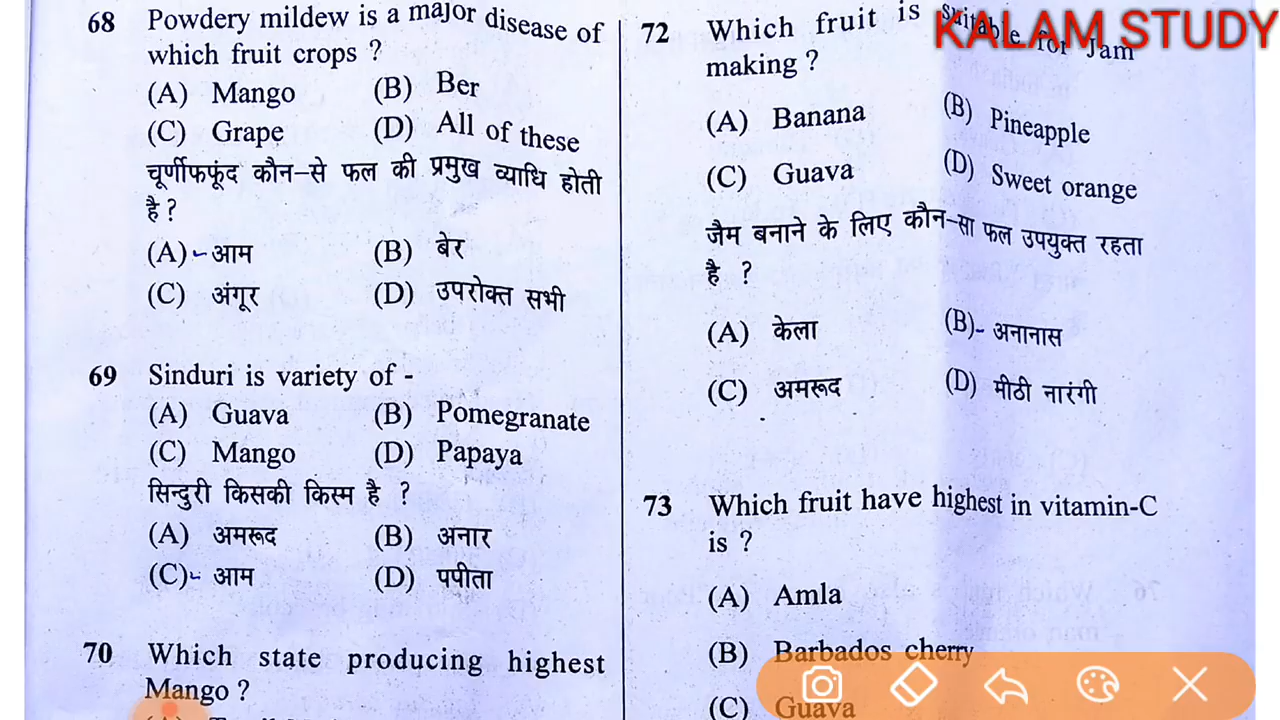 KALAM STUDY
68 Powdery mildew is a major disease of
which fruit crops ?
(A) Mango (B) Ber
(C) Grape (D) All of these
चूर्णीफफूंद कौन-से फल की प्रमुख व्याधि होती
है ?
(A) आम (B) बेर
(C) अंगूर (D) उपरोक्त सभी
69 Sinduri is variety of -
(A) Guava (B) Pomegranate
(C) Mango (D) Papaya
सिन्दुरी किसकी किस्म है ?
(A) अमरूद (B) अनार
(C) आम (D) पपीता
70 Which state producing highest
Mango ?
72 Which fruit is suitable for Jam
making ?
(A) Banana (B) Pineapple
(C) Guava (D) Sweet orange
जैम बनाने के लिए कौन-सा फल उपयुक्त रहता
है ?
(A) केला (B) अनानास
(C) अमरूद (D) मीठी नारंगी
73 Which fruit have highest in vitamin-C
is ?
(A) Amla
(B) Barbados cherry
(C) Guava